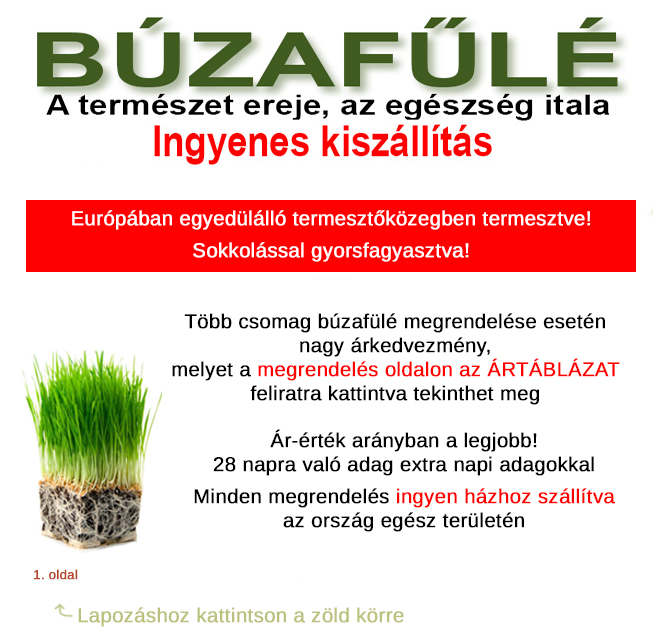 BÚZAFŰLÉ
A természet ereje, az egészség itala
Ingyenes kiszállítás
Európában egyedülálló termesztőközegben termesztve!
Sokkolással gyorsfagyasztva!
Több csomag búzafülé megrendelése esetén
nagy árkedvezmény,
melyet a megrendelés oldalon az ÁRTÁBLÁZAT
feliratra kattintva tekinthet meg
Ár-érték arányban a legjobb!
28 napra való adag extra napi adagokkal
Minden megrendelés ingyen házhoz szállítva
az ország egész területén
1. oldal
Lapozáshoz kattintson a zöld körre